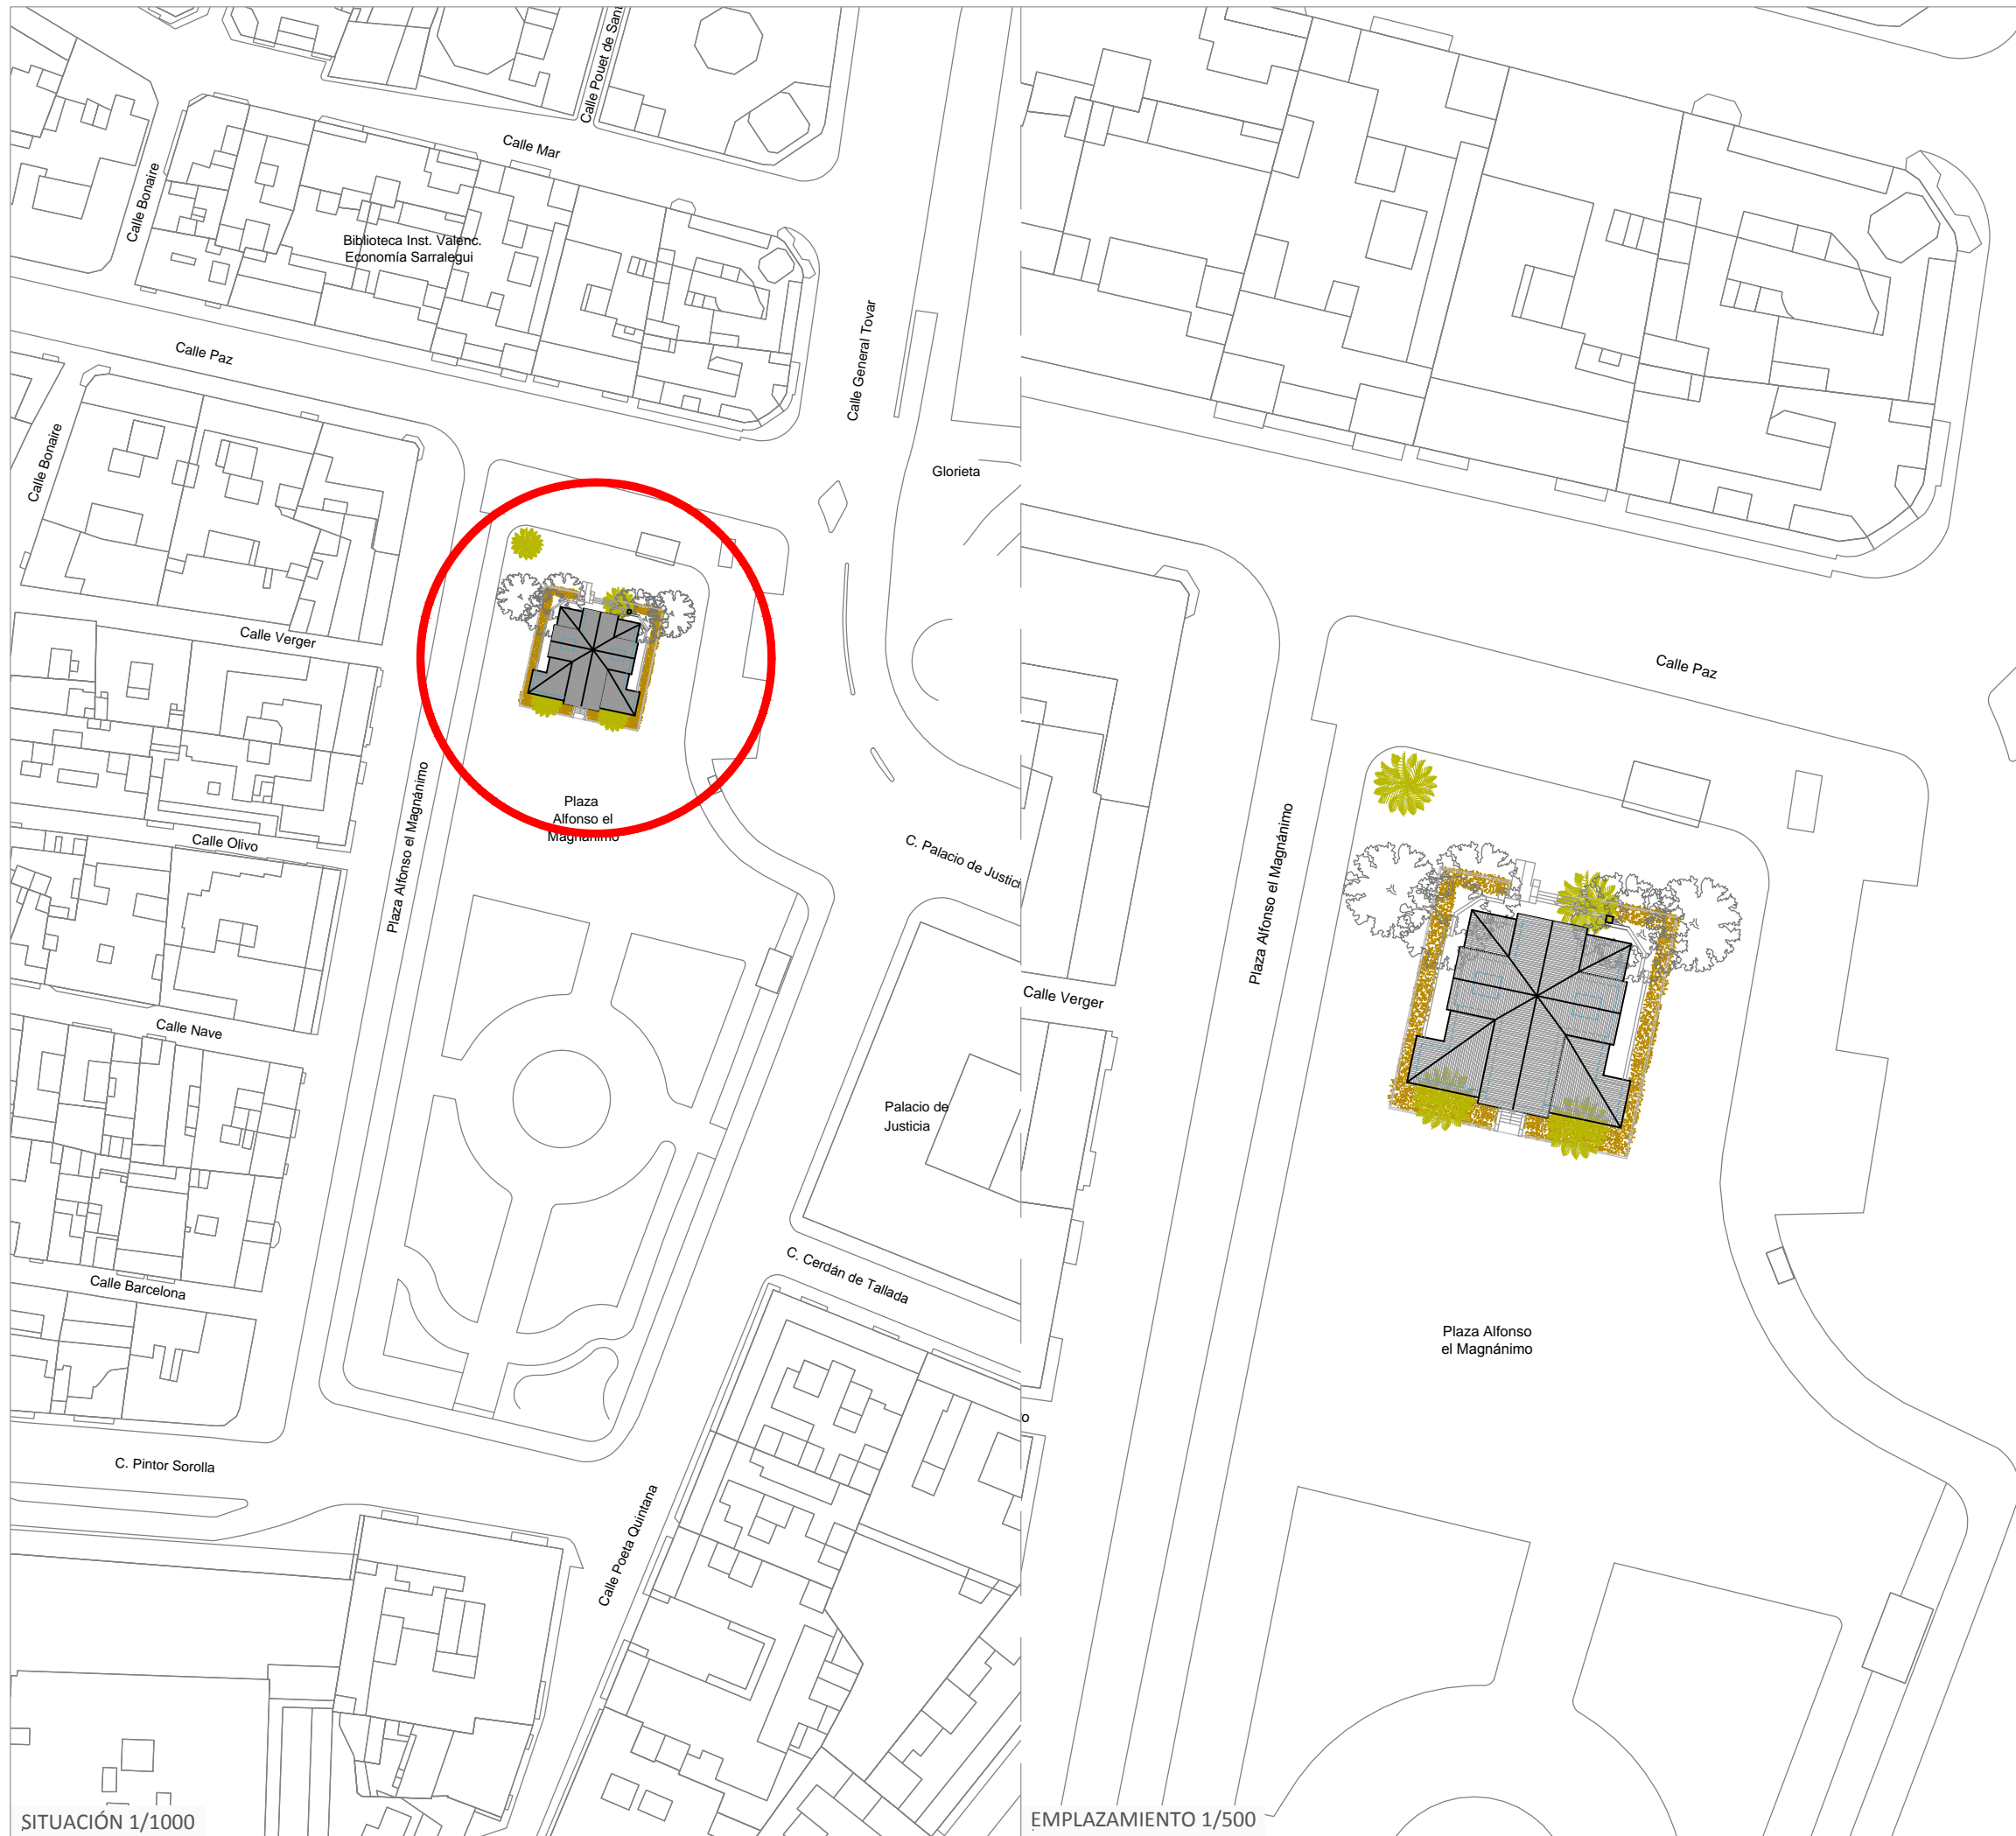 Calle Pouet de Sant
Calle Mar
Calle Bonaire
Biblioteca Inst. Valenc.
Economía Sarralegui
Calle General Tovar
Calle Paz
Calle Bonaire
Glorieta
Calle Verger
Plaza
Alfonso el
Magnánimo
Plaza Alfonso el Magnánimo
Calle Olivo
C. Palacio de Justici
Calle Nave
Palacio de
Justicia
C. Cerdán de Tallada
Calle Barcelona
C. Pintor Sorolla
Calle Poeta Quintana
SITUACIÓN 1/1000
Calle Paz
Plaza Alfonso el Magnánimo
Calle Verger
Plaza Alfonso
el Magnánimo
o
EMPLAZAMIENTO 1/500